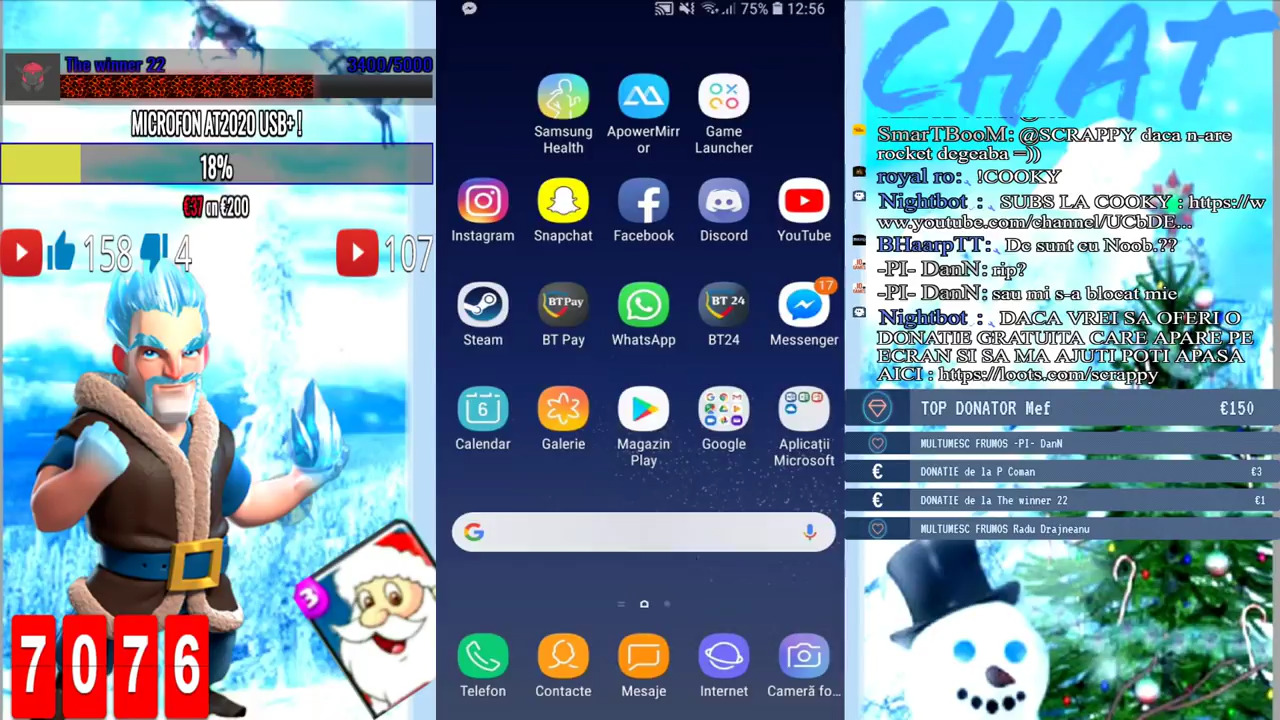 The winner 22 3400/5000
MICROFON AT2020 USB+!
18%
€37 on €200
158 4 107
7076
3
75% 12:56
Samsung Health
ApowerMirr or
Game Launcher
Instagram
Snapchat
Facebook
Discord
YouTube
Steam
BT Pay
BTPay
WhatsApp
BT 24
BT24
17
Messenger
6
Calendar
Galerie
Magazin Play
Google
Aplicații Microsoft
G
Telefon
Contacte
Mesaje
Internet
Cameră fo...
CHAT
SmarTBooM: @SCRAPPY daca n-are
rocket degeaba =))
royal ro: !COOKY
Nightbot : SUBS LA COOKY : https://w
ww.youtube.com/channel/UCbDE...
BHaarpTT: De sunt eu Noob.??
-PI- DanN: rip?
-PI- DanN: sau mi s-a blocat mie
Nightbot : DACA VREI SA OFERI O
DONATIE GRATUITA CARE APARE PE
ECRAN SI SA MA AJUTI POTI APASA
AICI : https://loots.com/scrappy
TOP DONATOR Mef €150
MULTUMESC FRUMOS -PI- DanN
€ DONATIE de la P Coman €3
€ DONATIE de la The winner 22 €1
MULTUMESC FRUMOS Radu Drajneanu